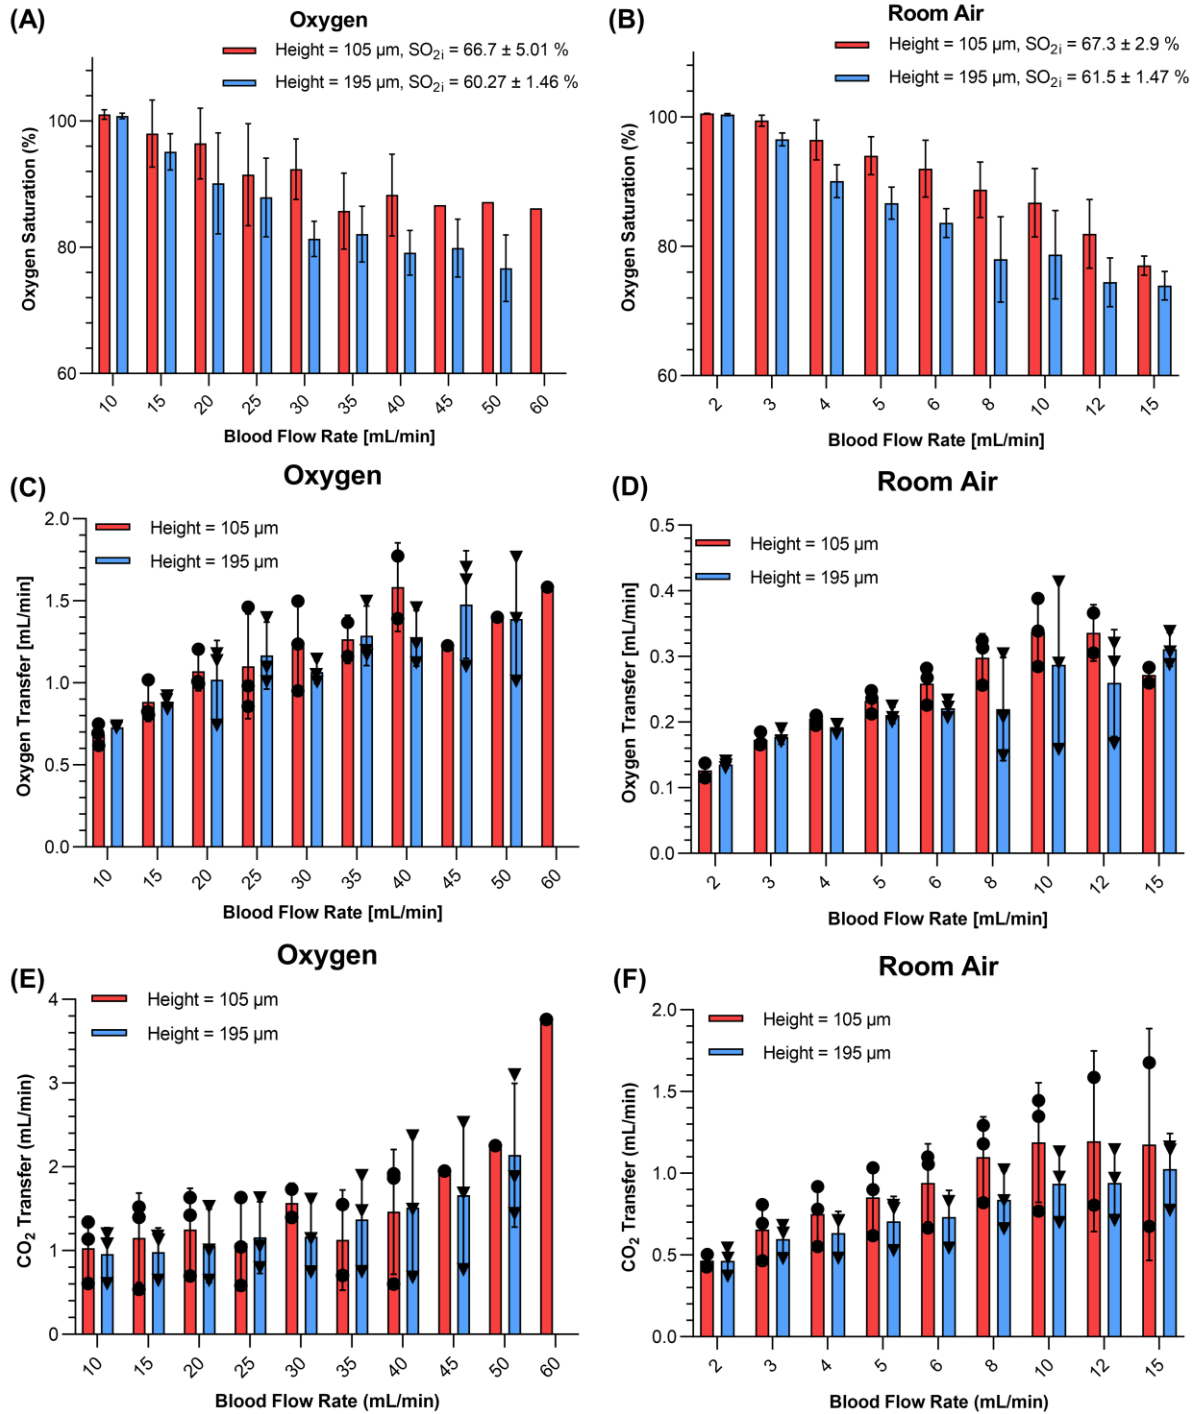 (A)
Oxygen
Height = 105 µm, SO2i = 66.7 ± 5.01 %
Height = 195 µm, SO2i = 60.27 ± 1.46 %
Oxygen Saturation (%)
100
80
60
10 15 20 25 30 35 40 45 50 60
Blood Flow Rate [mL/min]
(B)
Room Air
Height = 105 µm, SO2i = 67.3 ± 2.9 %
Height = 195 µm, SO2i = 61.5 ± 1.47 %
Oxygen Saturation (%)
100
80
60
2 3 4 5 6 8 10 12 15
Blood Flow Rate [mL/min]
(C)
Oxygen
Height = 105 µm
Height = 195 µm
Oxygen Transfer [mL/min]
2.0
1.5
1.0
0.5
0.0
10 15 20 25 30 35 40 45 50 60
Blood Flow Rate [mL/min]
(D)
Room Air
Height = 105 µm
Height = 195 µm
Oxygen Transfer [mL/min]
0.5
0.4
0.3
0.2
0.1
0.0
2 3 4 5 6 8 10 12 15
Blood Flow Rate [mL/min]
(E)
Oxygen
Height = 105 µm
Height = 195 µm
CO2 Transfer (mL/min)
4
3
2
1
0
10 15 20 25 30 35 40 45 50 60
Blood Flow Rate (mL/min)
(F)
Room Air
Height = 105 µm
Height = 195 µm
CO2 Transfer (mL/min)
2.0
1.5
1.0
0.5
0.0
2 3 4 5 6 8 10 12 15
Blood Flow Rate (mL/min)